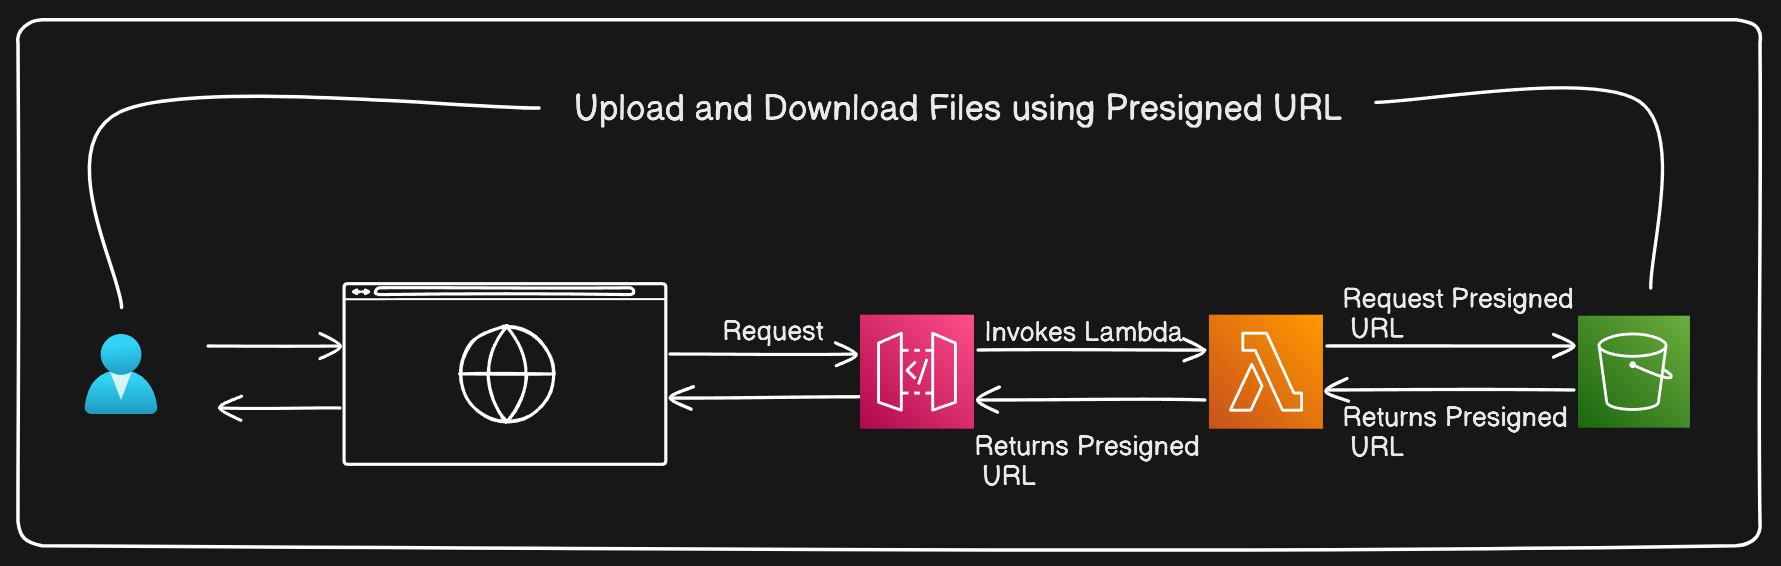 Upload and Download Files using Presigned URL
Request
Invokes Lambda
Request Presigned
URL
Returns Presigned
URL
Returns Presigned
URL